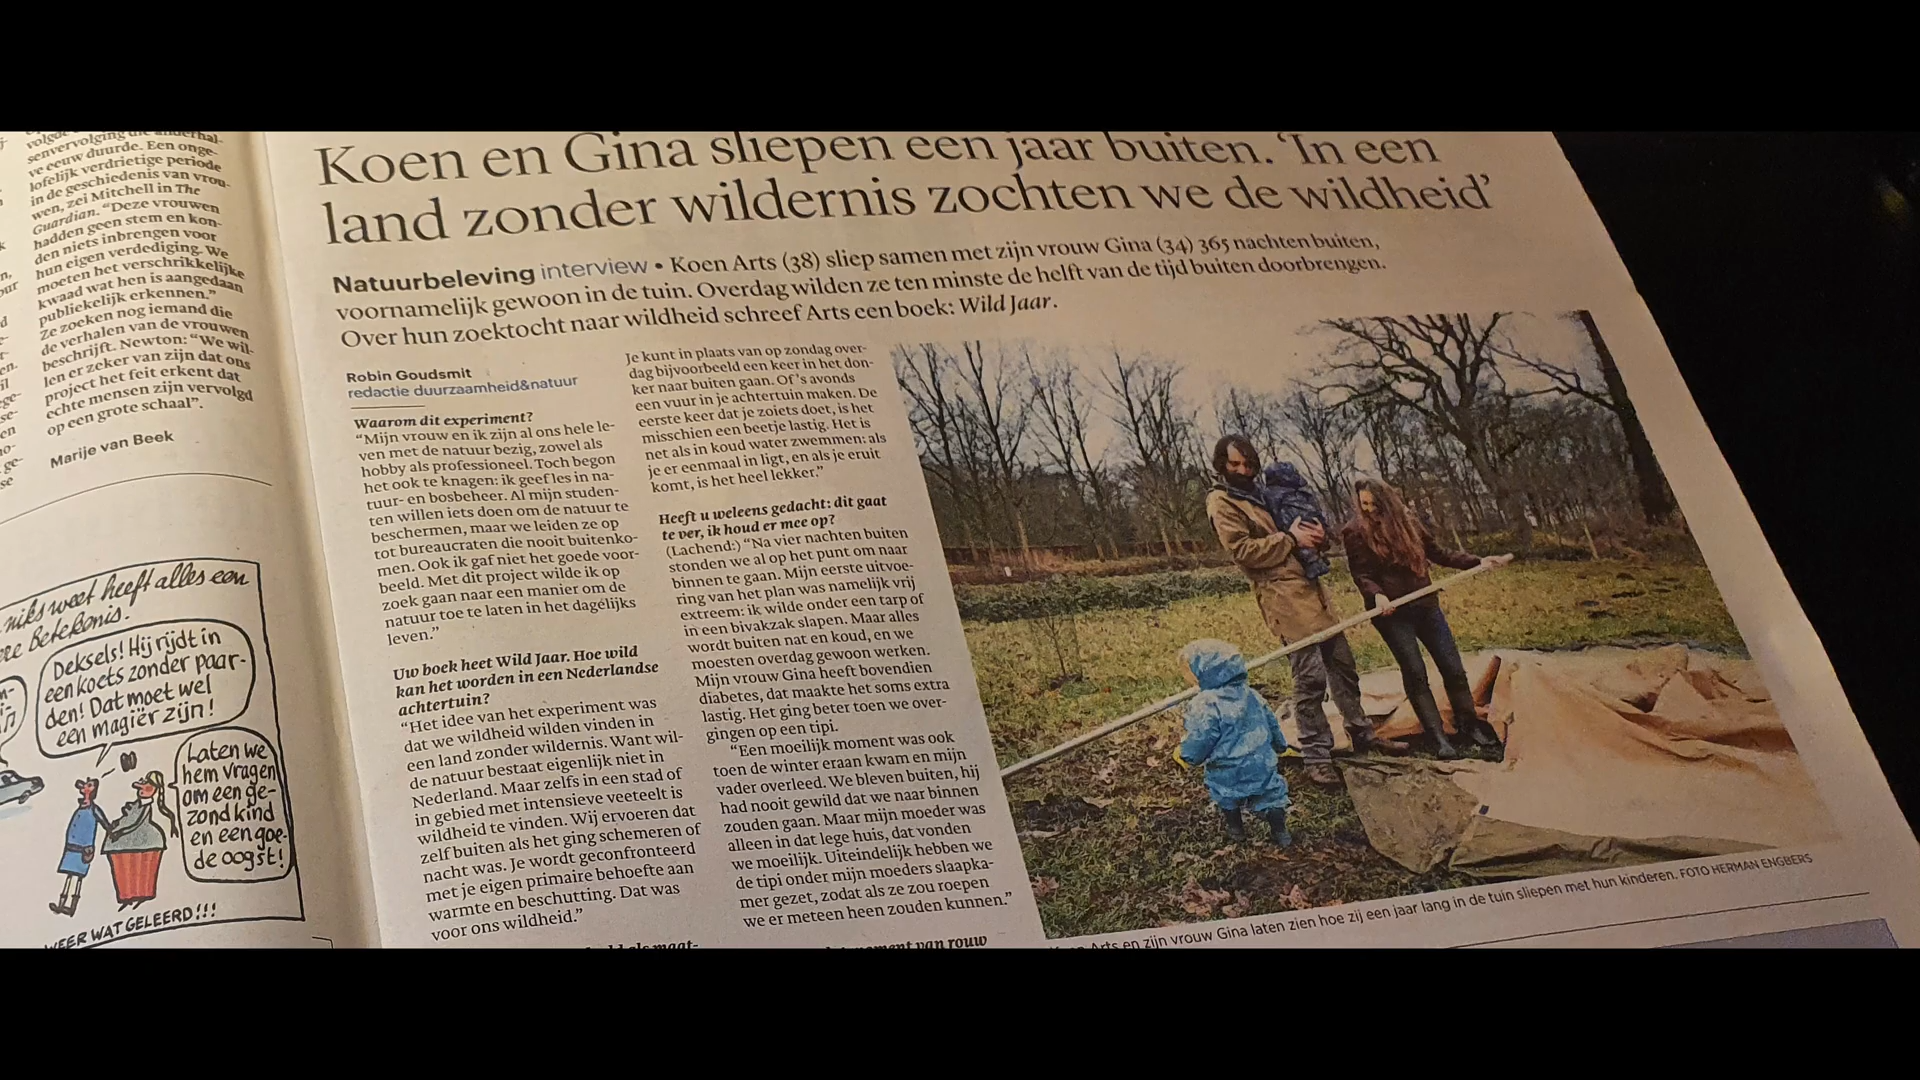 senvervolging die anderhal-
ve eeuw duurde. Een onge-
lofelijk verdrietige periode
in de geschiedenis van vrou-
wen, zei Mitchell in The
Guardian. “Deze vrouwen
hadden geen stem en kon-
den niets inbrengen voor
hun eigen verdediging. We
moeten het verschrikkelijke
kwaad wat hen is aangedaan
publiekelijk erkennen.”
Ze zoeken nog iemand die
de verhalen van de vrouwen
beschrijft. Newton: “We wil-
len er zeker van zijn dat ons
project het feit erkent dat
echte mensen zijn vervolgd
op een grote schaal”.
Marije van Beek
niks weet heeft alles een
Betekenis.
Deksels! Hij rijdt in
een koets zonder paar-
den! Dat moet wel
een magiër zijn!
Laten we
hem vragen
om een ge-
zond kind
en een goe-
de oogst!
WEER WAT GELEERD!!!
Koen en Gina sliepen een jaar buiten. ‘In een
land zonder wildernis zochten we de wildheid’
Natuurbeleving interview • Koen Arts (38) sliep samen met zijn vrouw Gina (34) 365 nachten buiten,
voornamelijk gewoon in de tuin. Overdag wilden ze ten minste de helft van de tijd buiten doorbrengen.
Over hun zoektocht naar wildheid schreef Arts een boek: Wild Jaar.
Robin Goudsmit
redactie duurzaamheid&natuur
Waarom dit experiment?
“Mijn vrouw en ik zijn al ons hele le-
ven met de natuur bezig, zowel als
hobby als professioneel. Toch begon
het ook te knagen: ik geef les in na-
tuur- en bosbeheer. Al mijn studen-
ten willen iets doen om de natuur te
beschermen, maar we leiden ze op
tot bureaucraten die nooit buitenko-
men. Ook ik gaf niet het goede voor-
beeld. Met dit project wilde ik op
zoek gaan naar een manier om de
natuur toe te laten in het dagelijks
leven.”
Uw boek heet Wild Jaar. Hoe wild
kan het worden in een Nederlandse
achtertuin?
“Het idee van het experiment was
dat we wildheid wilden vinden in
een land zonder wildernis. Want wil-
de natuur bestaat eigenlijk niet in
Nederland. Maar zelfs in een stad of
in gebied met intensieve veeteelt is
wildheid te vinden. Wij ervoeren dat
zelf buiten als het ging schemeren of
nacht was. Je wordt geconfronteerd
met je eigen primaire behoefte aan
warmte en beschutting. Dat was
voor ons wildheid.”
Je kunt in plaats van op zondag over-
dag bijvoorbeeld een keer in het don-
ker naar buiten gaan. Of ’s avonds
een vuur in je achtertuin maken. De
eerste keer dat je zoiets doet, is het
misschien een beetje lastig. Het is
net als in koud water zwemmen: als
je er eenmaal in ligt, en als je eruit
komt, is het heel lekker.”
Heeft u weleens gedacht: dit gaat
te ver, ik houd er mee op?
(Lachend:) “Na vier nachten buiten
stonden we al op het punt om naar
binnen te gaan. Mijn eerste uitvoe-
ring van het plan was namelijk vrij
extreem: ik wilde onder een tarp of
in een bivakzak slapen. Maar alles
wordt buiten nat en koud, en we
moesten overdag gewoon werken.
Mijn vrouw Gina heeft bovendien
diabetes, dat maakte het soms extra
lastig. Het ging beter toen we over-
gingen op een tipi.
“Een moeilijk moment was ook
toen de winter eraan kwam en mijn
vader overleed. We bleven buiten, hij
had nooit gewild dat we naar binnen
zouden gaan. Maar mijn moeder was
alleen in dat lege huis, dat vonden
we moeilijk. Uiteindelijk hebben we
de tipi onder mijn moeders slaapka-
mer gezet, zodat als ze zou roepen
we er meteen heen zouden kunnen.”
van rouw
Arts en zijn vrouw Gina laten zien hoe zij een jaar lang in de tuin sliepen met hun kinderen. FOTO HERMAN ENGBERS